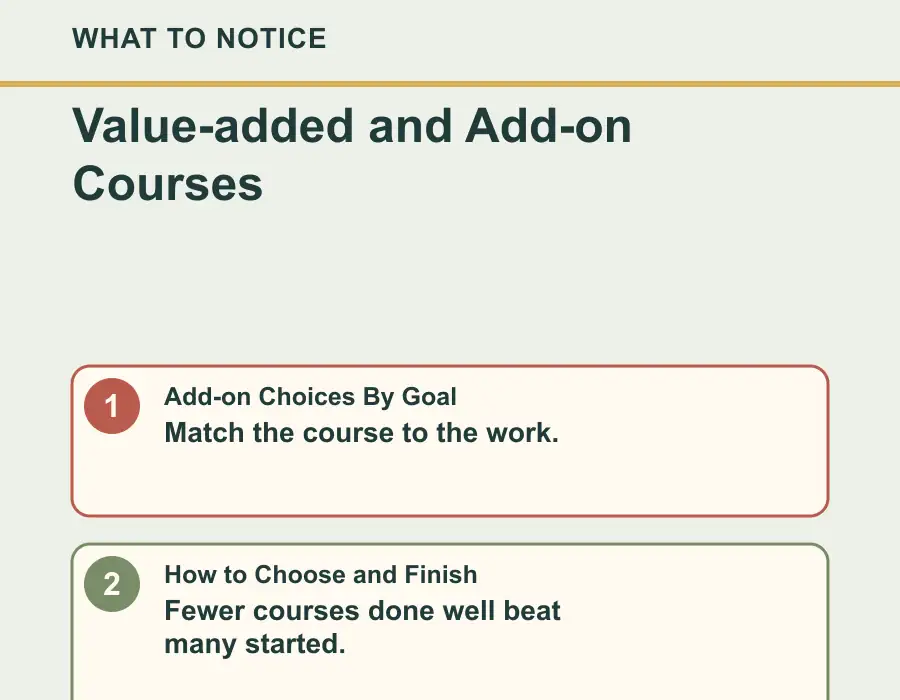 WHAT TO NOTICE
Value-added and Add-on
Courses
1
Add-on Choices By Goal
Match the course to the work.
2
How to Choose and Finish
Fewer courses done well beat
many started.